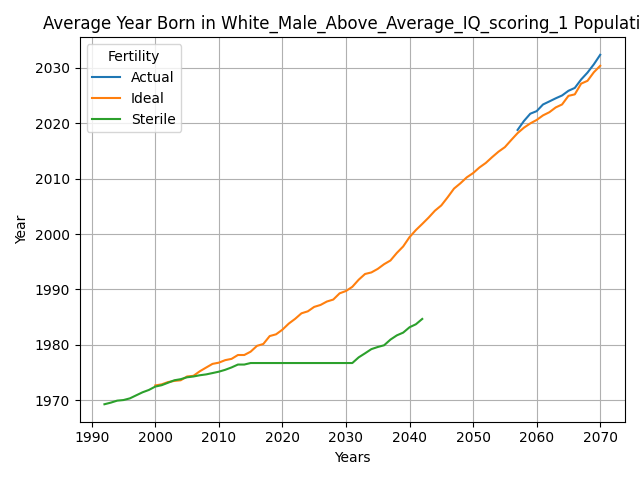 Average Year Born in White_Male_Above_Average_IQ_scoring_1 Populati
Fertility
Actual
Ideal
Sterile
2030
2020
2010
2000
1990
1980
1970
Year
1990 2000 2010 2020 2030 2040 2050 2060 2070
Years